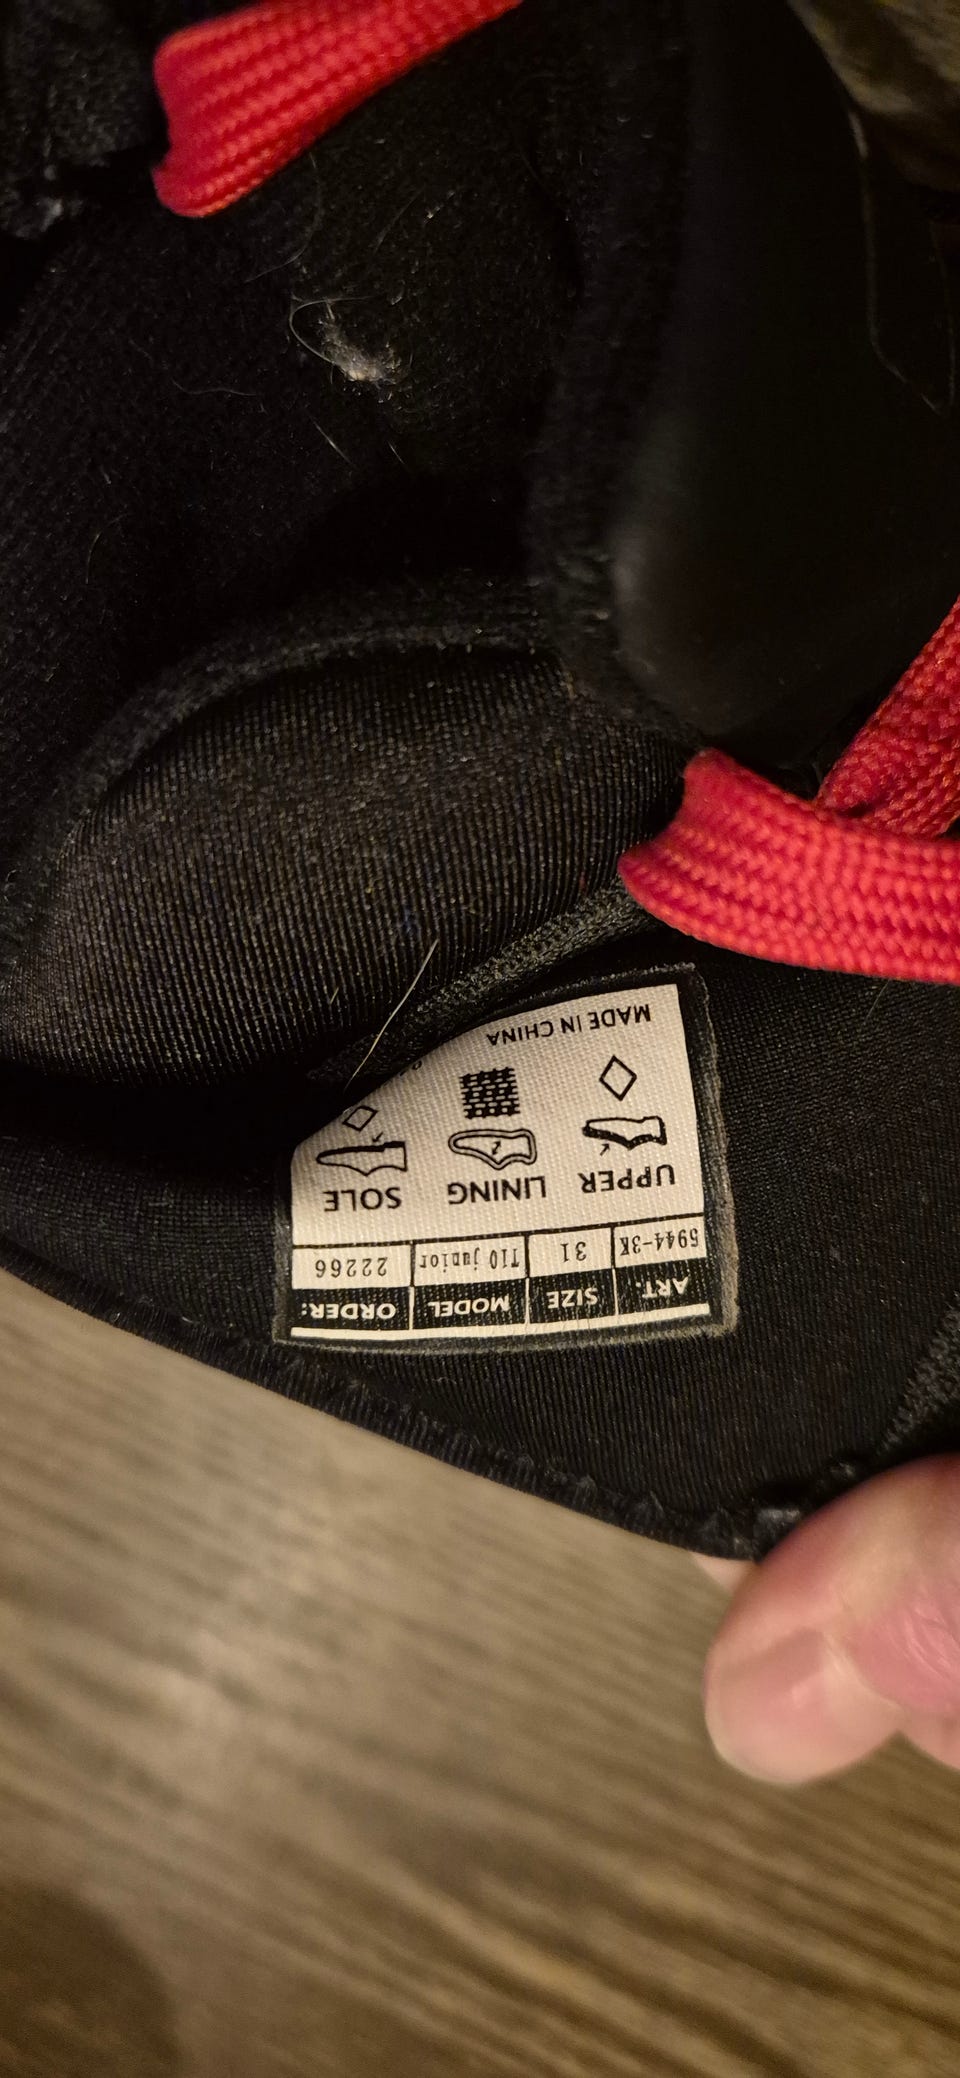 ART. SIZE MODEL ORDER:
5944-3K 31 T10 junior 22266
UPPER LINING SOLE
MADE IN CHINA